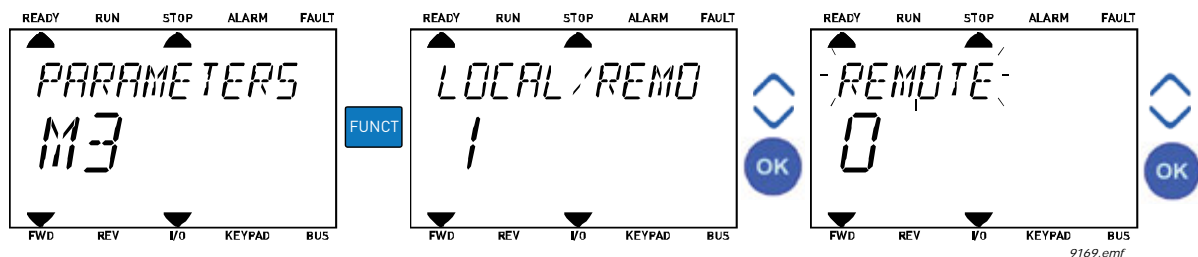 READY RUN STOP ALARM FAULT
PARAMETERS
M3
FWD REV I/O KEYPAD BUS
FUNCT
READY RUN STOP ALARM FAULT
LOCAL/REMO
1
FWD REV I/O KEYPAD BUS
OK
READY RUN STOP ALARM FAULT
REMOTE
0
FWD REV I/O KEYPAD BUS
OK
9169.emf